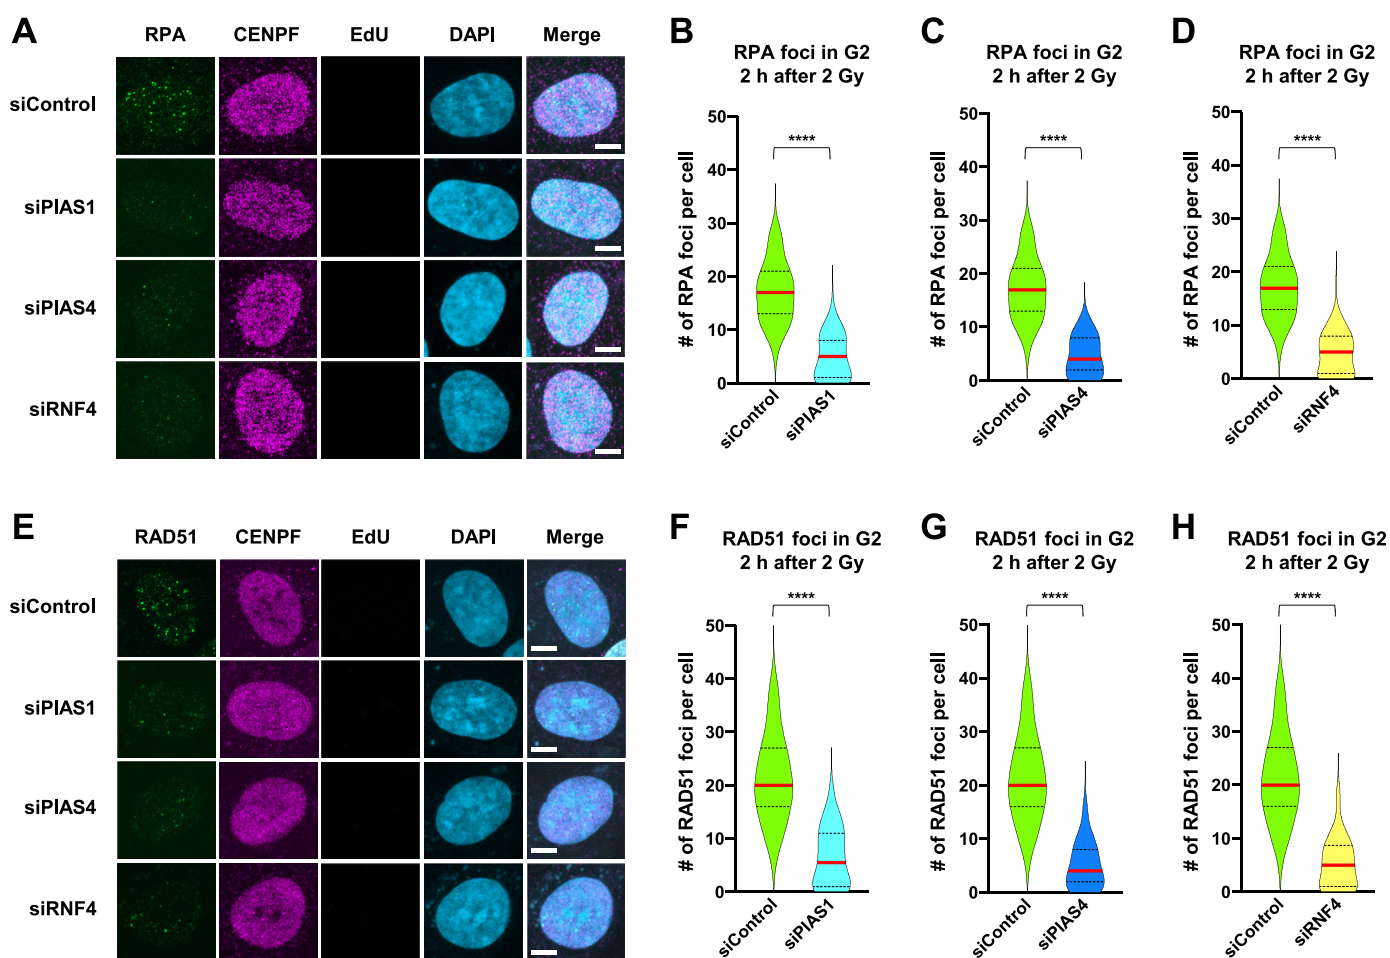 A
RPA CENPF EdU DAPI Merge
siControl
siPIAS1
siPIAS4
siRNF4
B
RPA foci in G2
2 h after 2 Gy
# of RPA foci per cell
50
40
30
20
10
0
****
siControl siPIAS1
C
RPA foci in G2
2 h after 2 Gy
# of RPA foci per cell
50
40
30
20
10
0
****
siControl siPIAS4
D
RPA foci in G2
2 h after 2 Gy
# of RPA foci per cell
50
40
30
20
10
0
****
siControl siRNF4
E
RAD51 CENPF EdU DAPI Merge
siControl
siPIAS1
siPIAS4
siRNF4
F
RAD51 foci in G2
2 h after 2 Gy
# of RAD51 foci per cell
50
40
30
20
10
0
****
siControl siPIAS1
G
RAD51 foci in G2
2 h after 2 Gy
# of RAD51 foci per cell
50
40
30
20
10
0
****
siControl siPIAS4
H
RAD51 foci in G2
2 h after 2 Gy
# of RAD51 foci per cell
50
40
30
20
10
0
****
siControl siRNF4